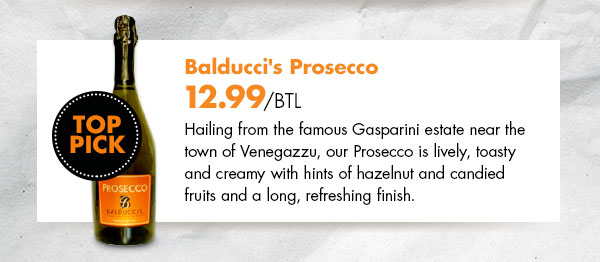 Balducci's Prosecco
12.99/BTL
Hailing from the famous Gasparini estate near the
town of Venegazzu, our Prosecco is lively, toasty
and creamy with hints of hazelnut and candied
fruits and a long, refreshing finish.
TOP
PICK
PROSECCO
B
BALDUCCI'S